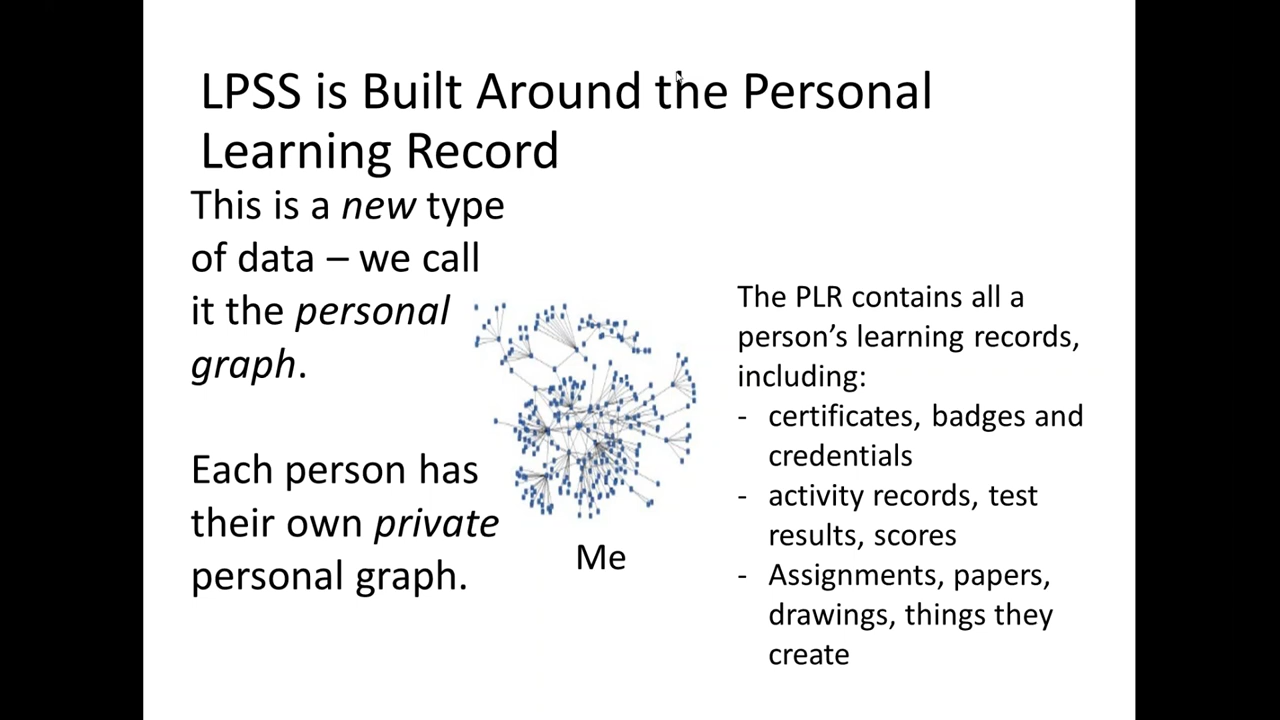 LPSS is Built Around the Personal
Learning Record
This is a new type
of data – we call
it the personal
graph.
Each person has
their own private
personal graph.
Me
The PLR contains all a
person’s learning records,
including:
- certificates, badges and
credentials
- activity records, test
results, scores
- Assignments, papers,
drawings, things they
create